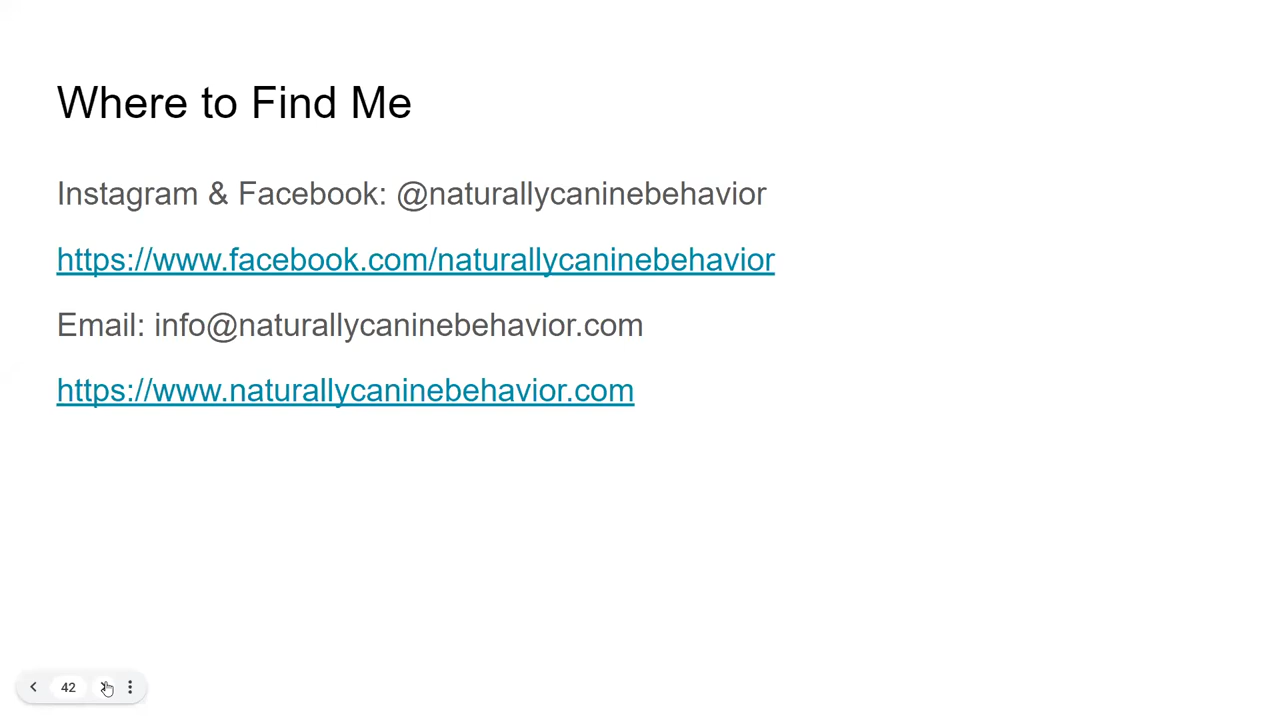 Where to Find Me
Instagram & Facebook: @naturallycaninebehavior
https://www.facebook.com/naturallycaninebehavior
Email: info@naturallycaninebehavior.com
https://www.naturallycaninebehavior.com
42